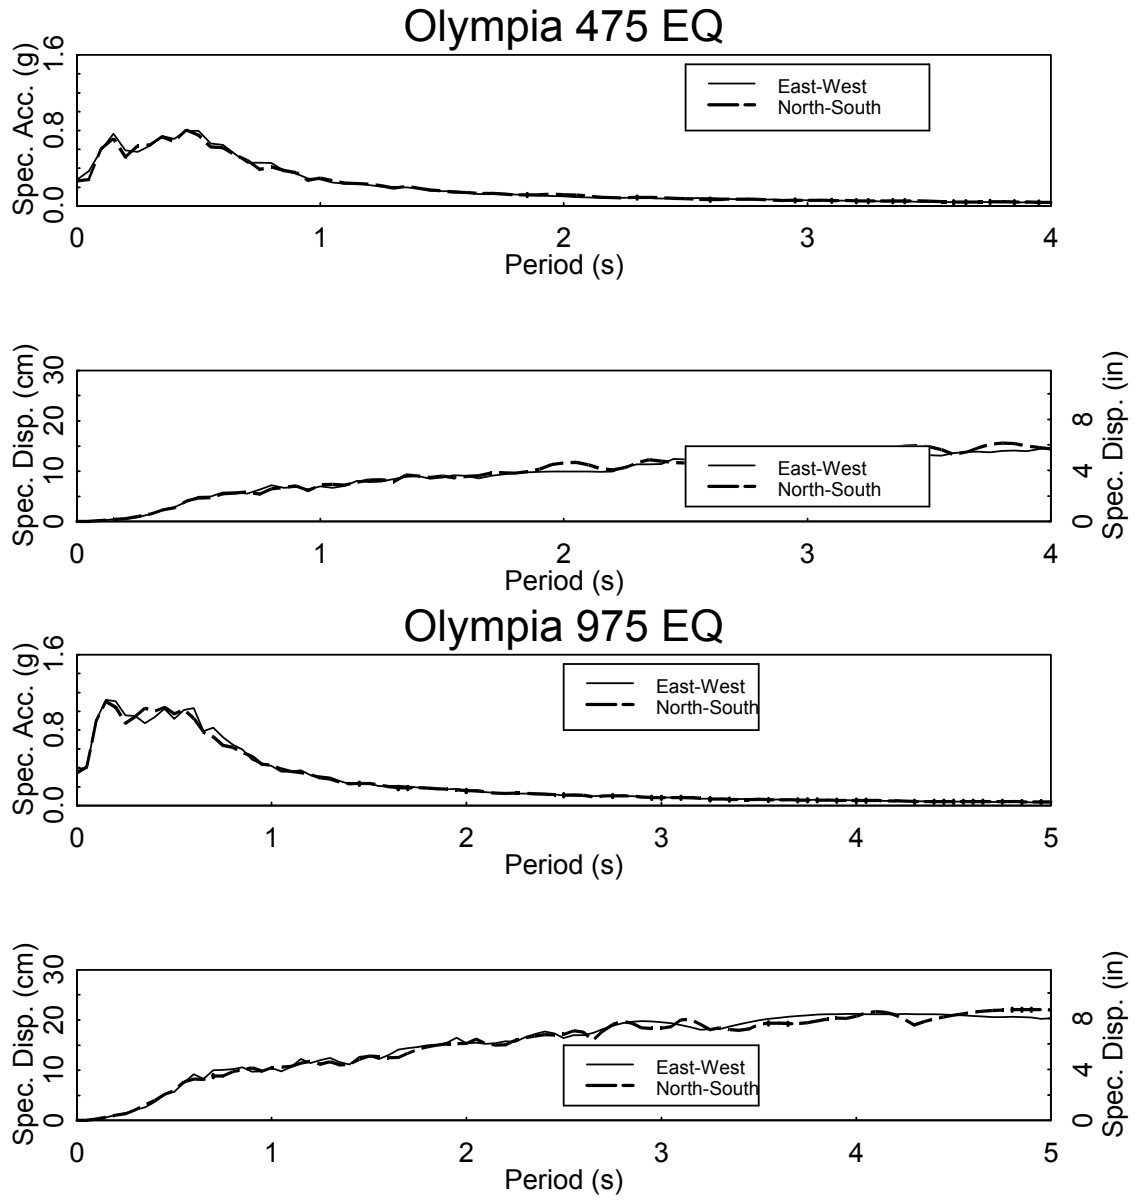 Olympia 475 EQ
Spec. Acc. (g)
0.0 0.8 1.6
East-West
North-South
0 1 2 3 4
Period (s)
Spec. Disp. (cm)
0 10 20 30
East-West
North-South
0 4 8
Spec. Disp. (in)
0 1 2 3 4
Period (s)
Olympia 975 EQ
Spec. Acc. (g)
0.0 0.8 1.6
East-West
North-South
0 1 2 3 4 5
Period (s)
Spec. Disp. (cm)
0 10 20 30
East-West
North-South
0 4 8
Spec. Disp. (in)
0 1 2 3 4 5
Period (s)